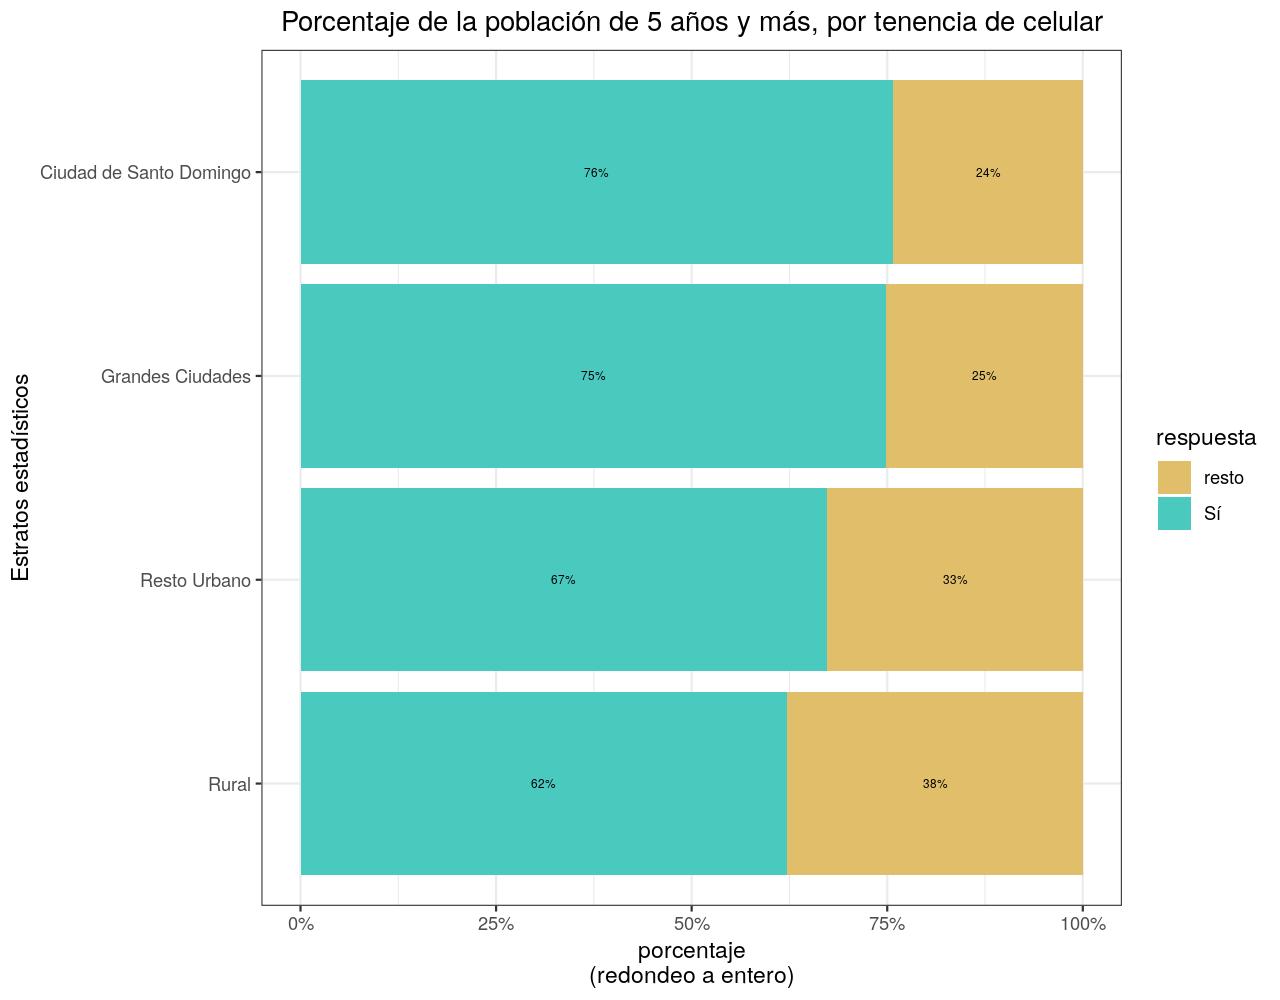 Porcentaje de la población de 5 años y más, por tenencia de celular
Estratos estadísticos
Ciudad de Santo Domingo
76%
24%
Grandes Ciudades
75%
25%
Resto Urbano
67%
33%
Rural
62%
38%
0%
25%
50%
75%
100%
porcentaje
(redondeo a entero)
respuesta
resto
Sí